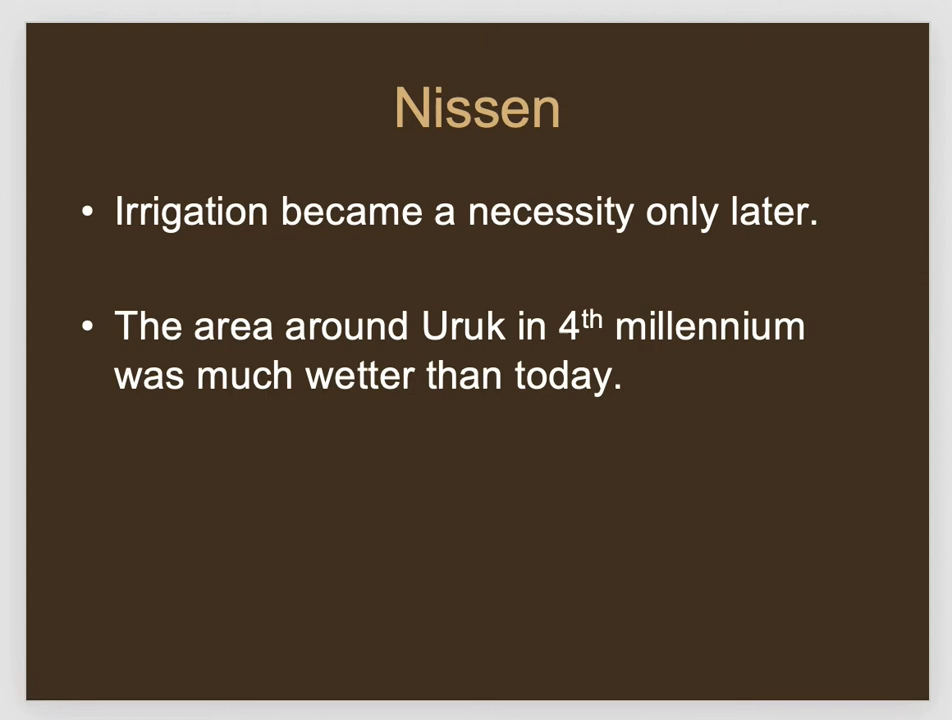 Nissen
• Irrigation became a necessity only later.
• The area around Uruk in 4th millennium
was much wetter than today.